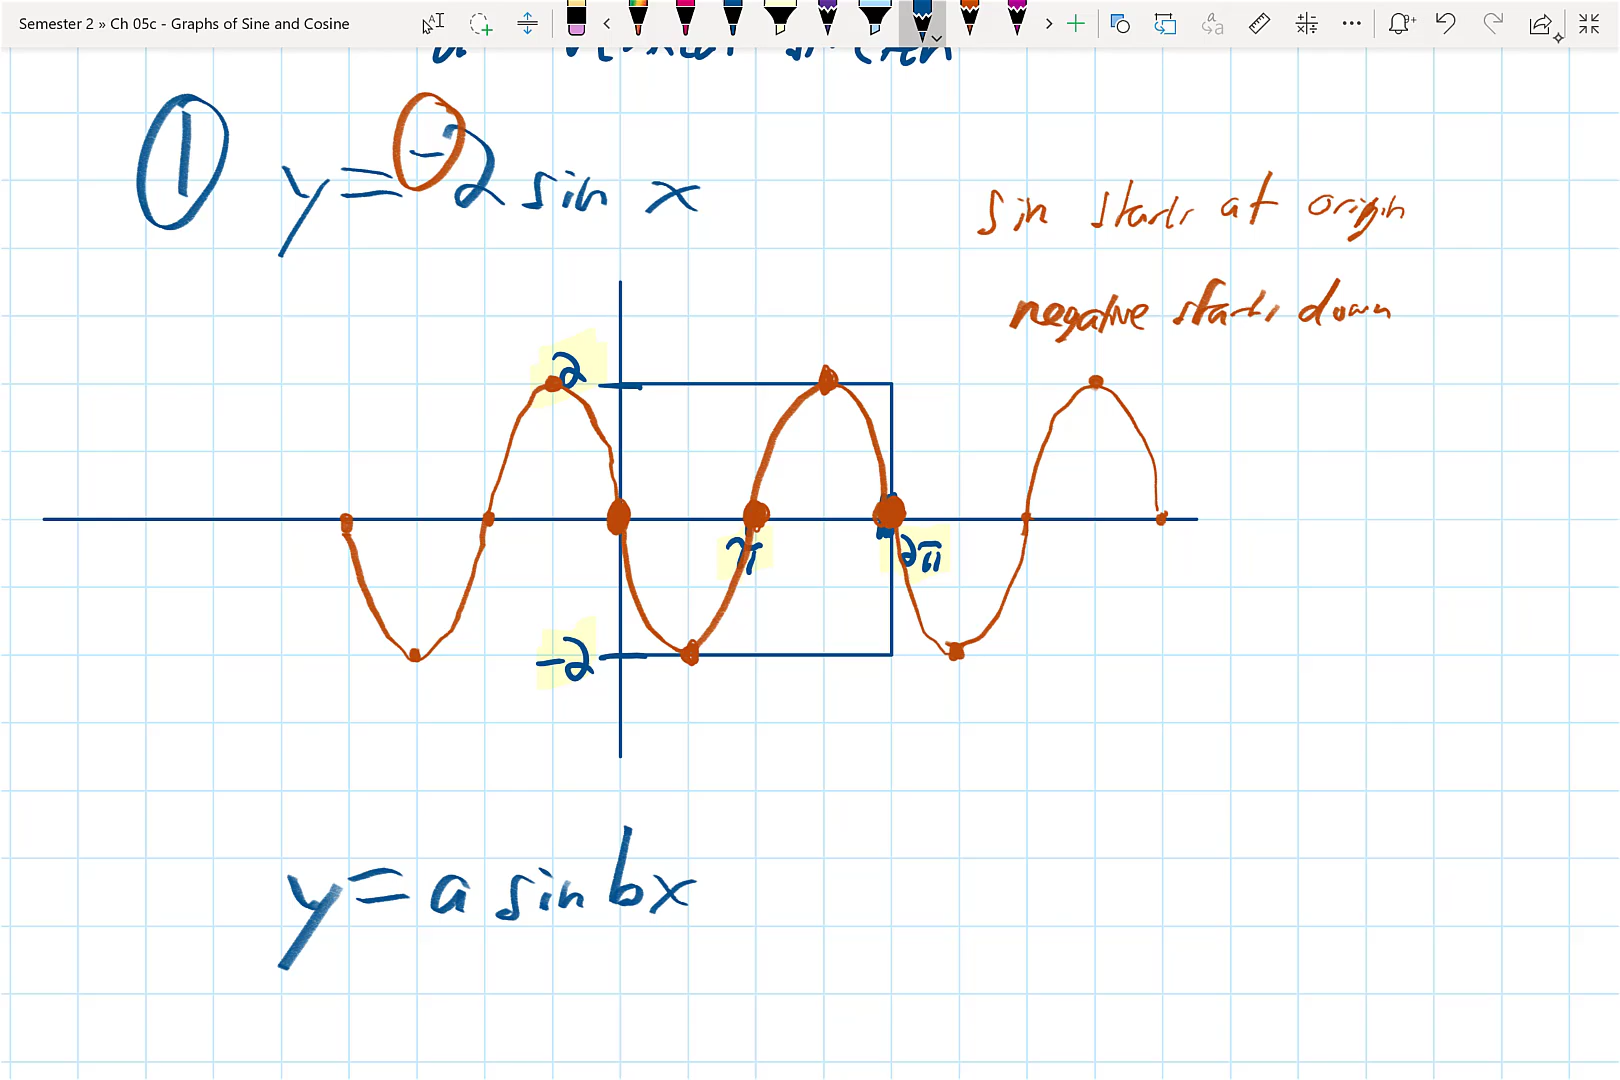 Semester 2 » Ch 05c - Graphs of Sine and Cosine
① y = -2 sin x
sin starts at origin
negative starts down
2
π
2π
-2
y = a sin bx